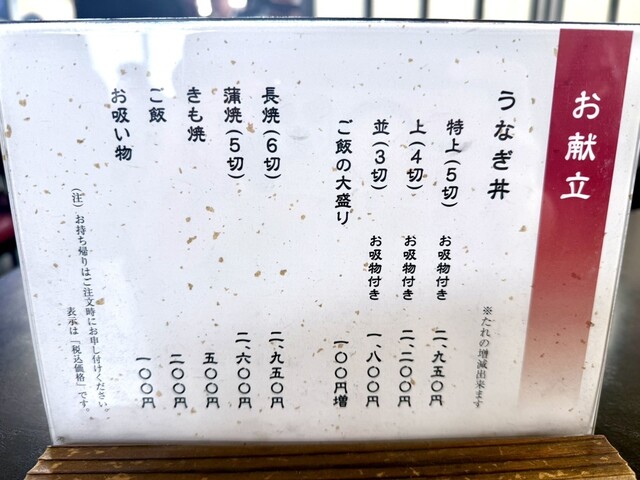 お献立
うなぎ丼
※たれの増減出来ます
特上(5切) お吸物付き 二、九五〇円
上(4切) お吸物付き 二、二〇〇円
並(3切) お吸物付き 一、八〇〇円
ご飯の大盛り 一〇〇円増
長焼(6切) 二、九五〇円
蒲焼(5切) 二、六〇〇円
きも焼 五〇〇円
ご飯 二〇〇円
お吸い物 一〇〇円
(注)お持ち帰りはご注文時にお申し付けください
表示は「税込価格」です。